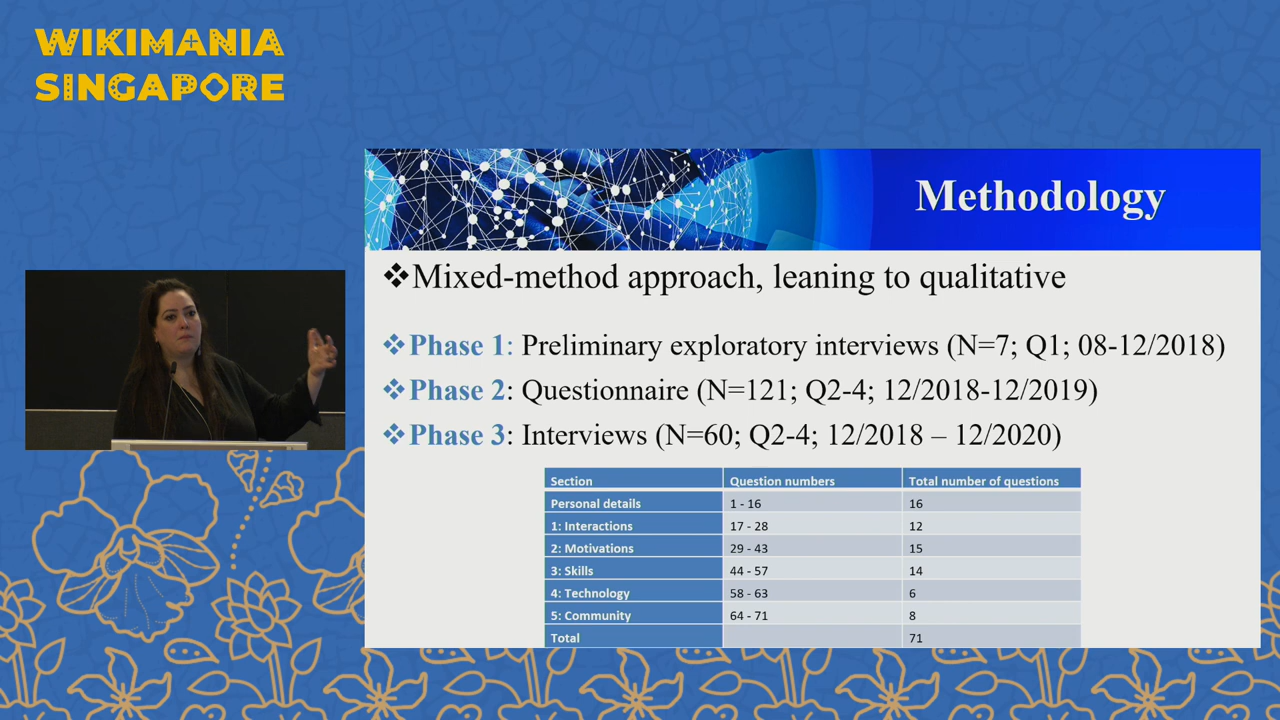 WIKIMANIA
SINGAPORE
Methodology
❖Mixed-method approach, leaning to qualitative
❖Phase 1: Preliminary exploratory interviews (N=7; Q1; 08-12/2018)
❖Phase 2: Questionnaire (N=121; Q2-4; 12/2018-12/2019)
❖Phase 3: Interviews (N=60; Q2-4; 12/2018 – 12/2020)
Section Question numbers Total number of questions
Personal details 1 - 16 16
1: Interactions 17 - 28 12
2: Motivations 29 - 43 15
3: Skills 44 - 57 14
4: Technology 58 - 63 6
5: Community 64 - 71 8
Total 71